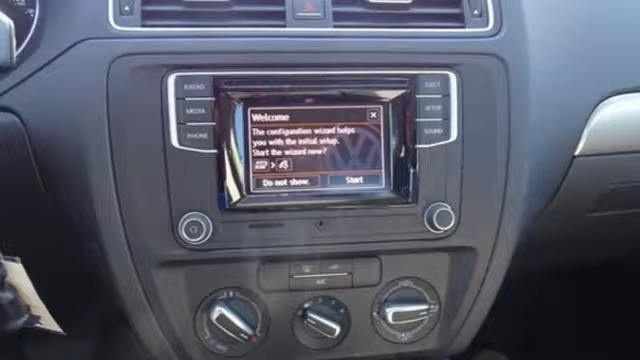 RADIO
MEDIA
PHONE
EJECT
SETUP
SOUND
Welcome
The configuration wizard helps
you with the initial setup.
Start the wizard now?
Do not show.
Start
A/C